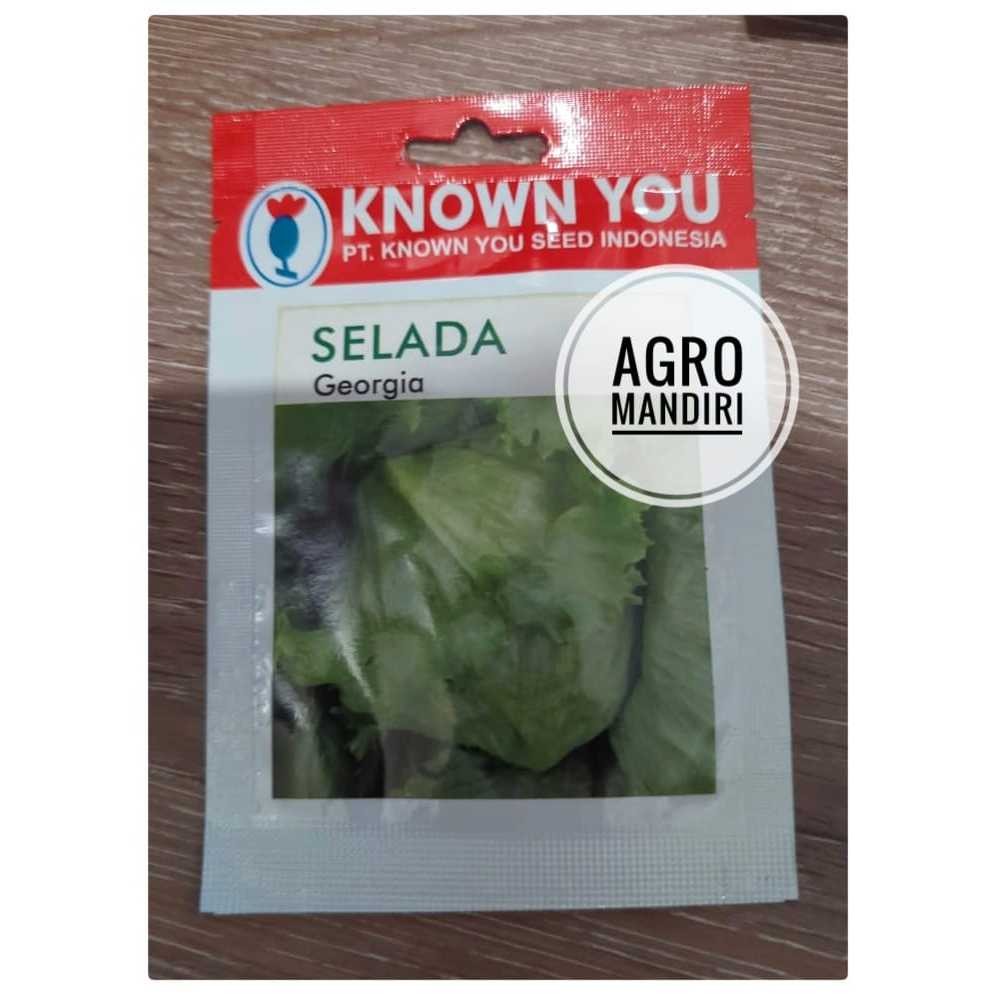 KNOWN YOU
PT. KNOWN YOU SEED INDONESIA
SELADA
Georgia
AGRO
MANDIRI